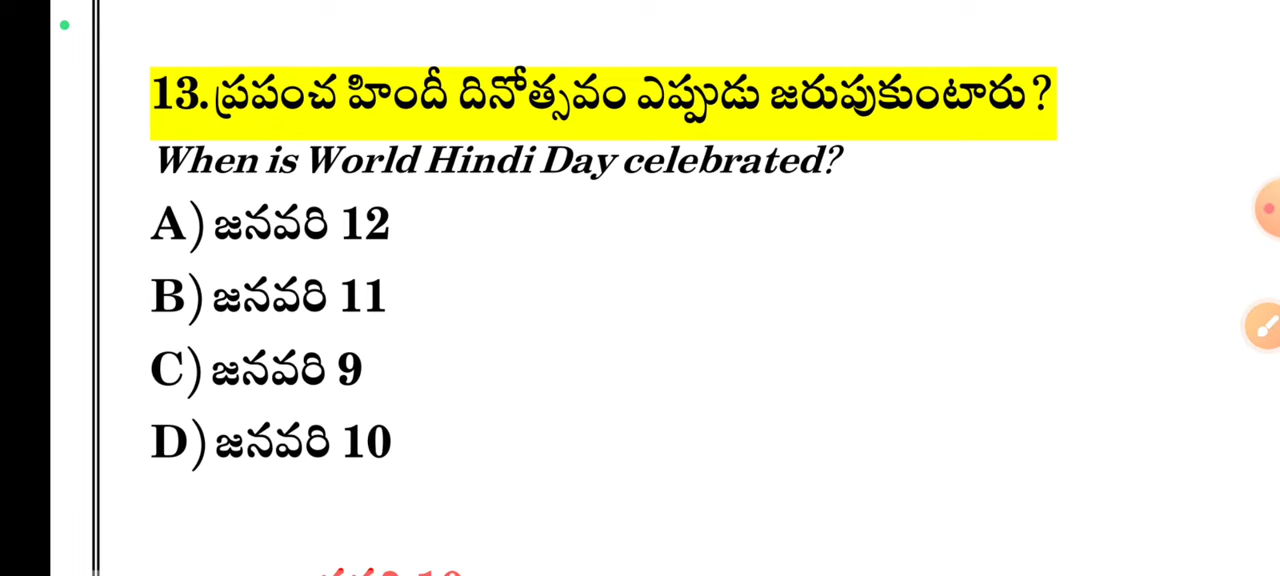 13.ప్రపంచ హిందీ దినోత్సవం ఎప్పుడు జరుపుకుంటారు?
When is World Hindi Day celebrated?
A) జనవరి 12
B) జనవరి 11
C) జనవరి 9
D) జనవరి 10